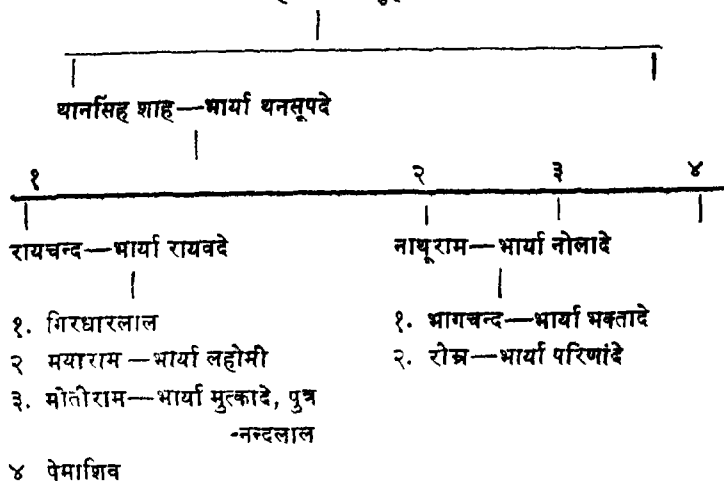 थानसिंह शाह—भार्या थनसूपदे
१ २ ३ ४
रायचन्द—भार्या रायवदे नाथूराम—भार्या नोलादे
१. गिरधारलाल १. भागचन्द—भार्या भक्तादे
२ मयाराम—भार्या लहोमी २. रोम्र—भार्या परिणांदे
३. मोतीराम—भार्या मुत्कादे, पुत्र
-नन्दलाल
४ पेमाशिव